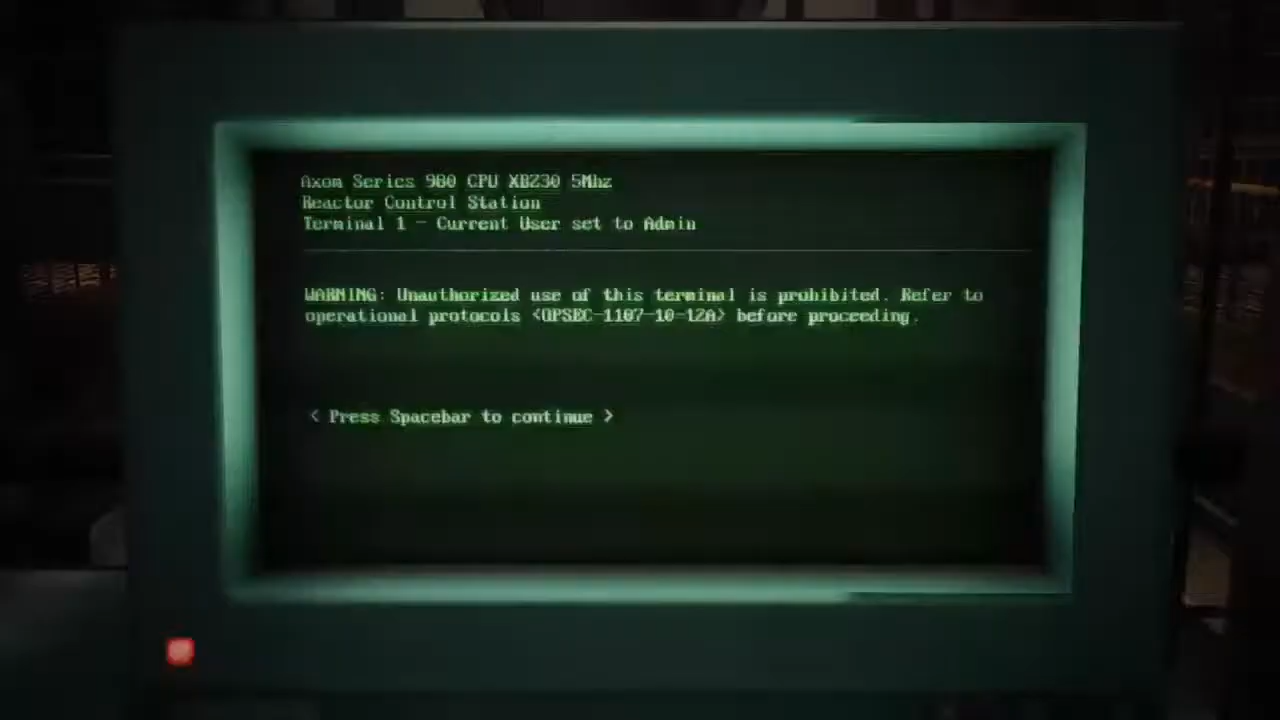 Axom Series 980 CPU XBZ30 5Mhz
Reactor Control Station
Terminal 1 - Current User set to Admin
WARNING: Unauthorized use of this terminal is prohibited. Refer to
operational protocols <OPSEC-1107-10-12A> before proceeding.
< Press Spacebar to continue >